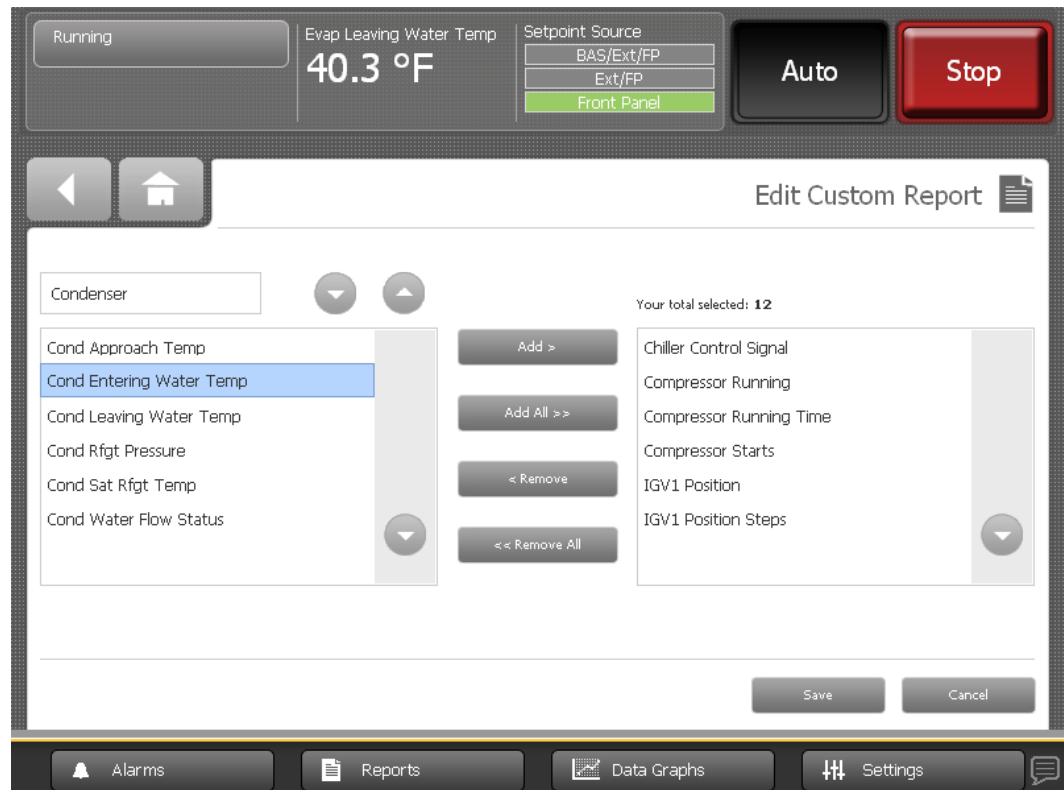 Running
Evap Leaving Water Temp
40.3 °F
Setpoint Source
BAS/Ext/FP
Ext/FP
Front Panel
Auto
Stop
Edit Custom Report
Condenser
Your total selected: 12
Cond Approach Temp
Cond Entering Water Temp
Cond Leaving Water Temp
Cond Rfgt Pressure
Cond Sat Rfgt Temp
Cond Water Flow Status
Add >
Add All >>
< Remove
<< Remove All
Chiller Control Signal
Compressor Running
Compressor Running Time
Compressor Starts
IGV1 Position
IGV1 Position Steps
Save
Cancel
Alarms
Reports
Data Graphs
Settings